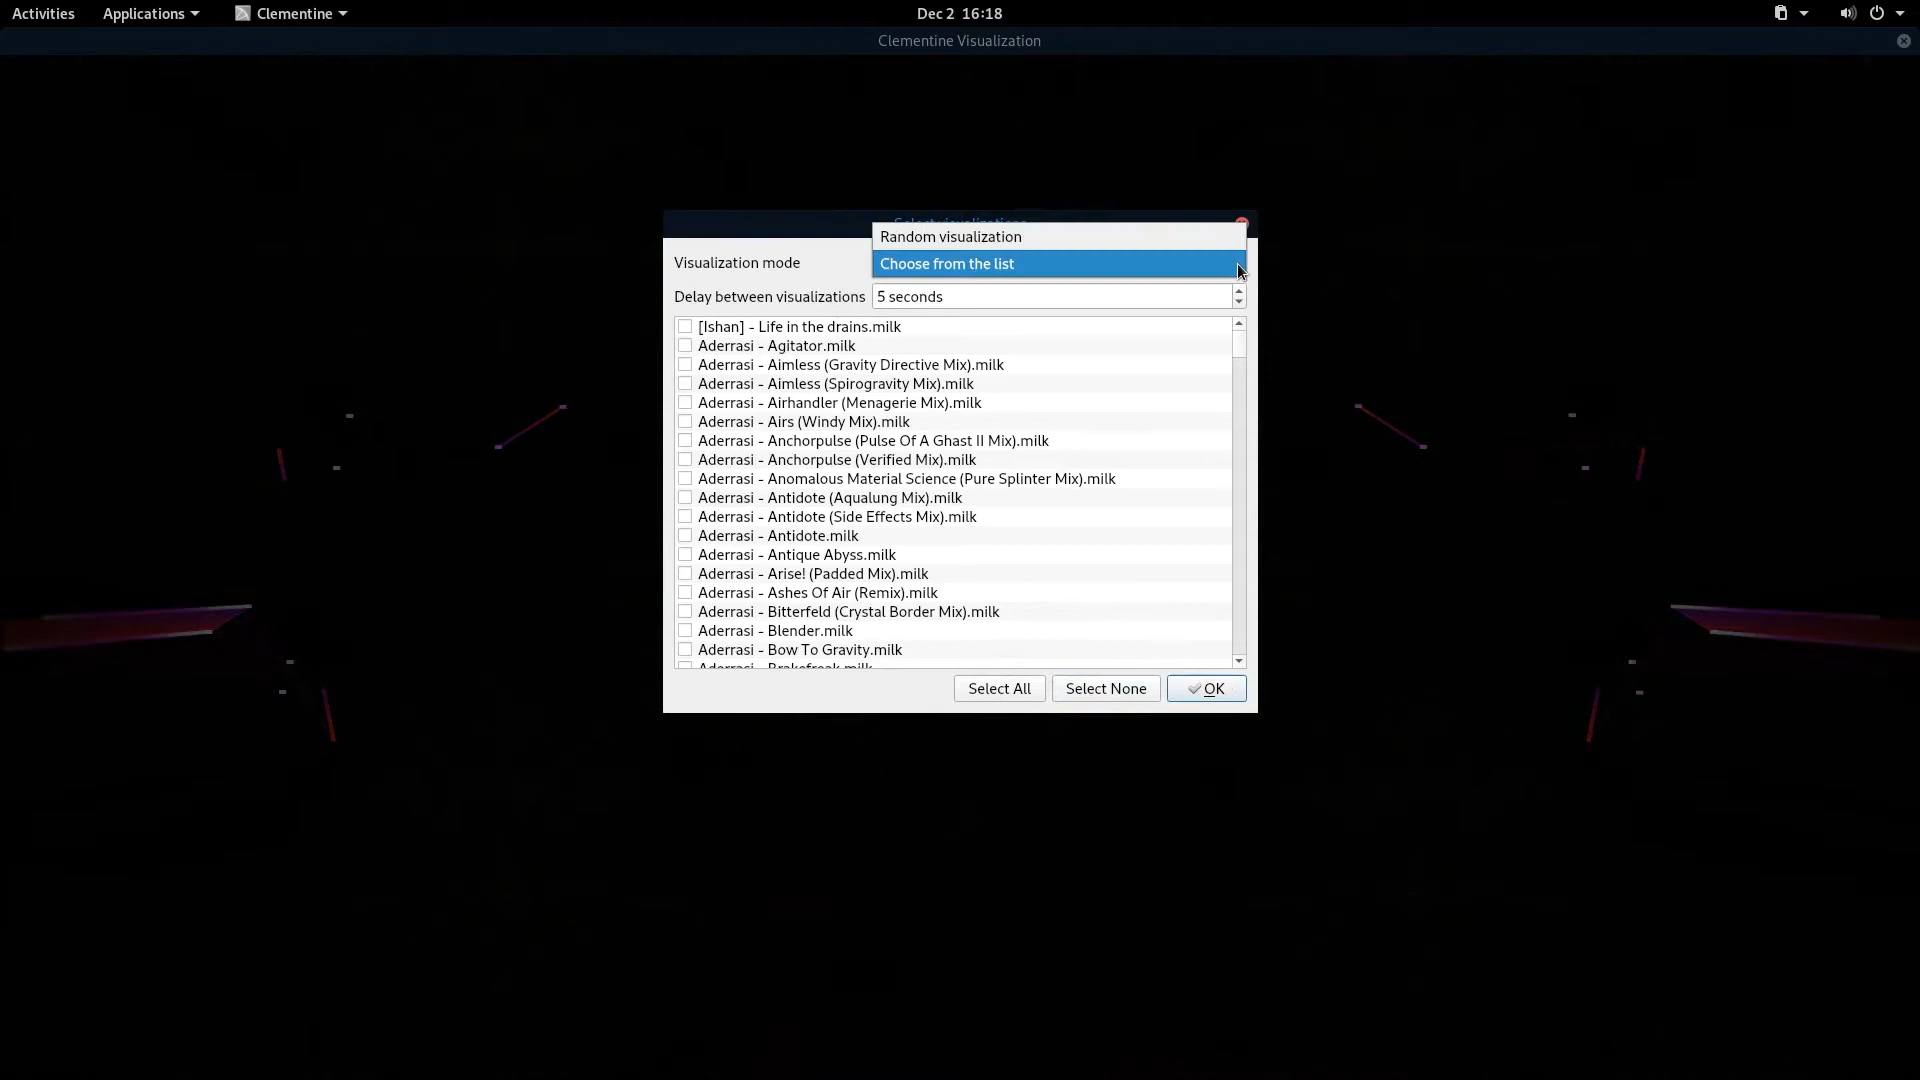 Activities Applications Clementine Dec 2 16:18
Clementine Visualization
Select visualizations
Random visualization
Visualization mode Choose from the list
Delay between visualizations 5 seconds
[Ishan] - Life in the drains.milk
Aderrasi - Agitator.milk
Aderrasi - Aimless (Gravity Directive Mix).milk
Aderrasi - Aimless (Spirogravity Mix).milk
Aderrasi - Airhandler (Menagerie Mix).milk
Aderrasi - Airs (Windy Mix).milk
Aderrasi - Anchorpulse (Pulse Of A Ghast II Mix).milk
Aderrasi - Anchorpulse (Verified Mix).milk
Aderrasi - Anomalous Material Science (Pure Splinter Mix).milk
Aderrasi - Antidote (Aqualung Mix).milk
Aderrasi - Antidote (Side Effects Mix).milk
Aderrasi - Antidote.milk
Aderrasi - Antique Abyss.milk
Aderrasi - Arise! (Padded Mix).milk
Aderrasi - Ashes Of Air (Remix).milk
Aderrasi - Bitterfeld (Crystal Border Mix).milk
Aderrasi - Blender.milk
Aderrasi - Bow To Gravity.milk
Aderrasi - Brakefreak.milk
Select All Select None OK